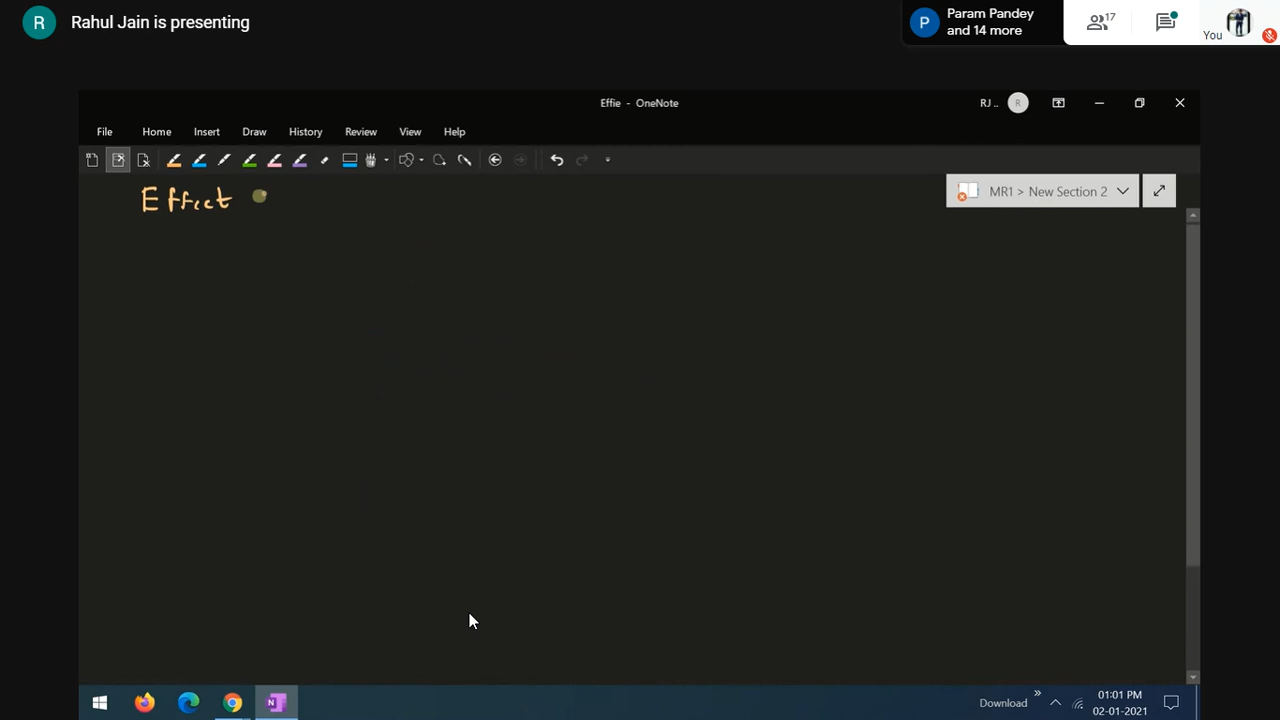 R Rahul Jain is presenting
P Param Pandey
and 14 more
17
You
Effie - OneNote
RJ ..
R
File Home Insert Draw History Review View Help
Effect
MR1 > New Section 2
N
Download
01:01 PM
02-01-2021